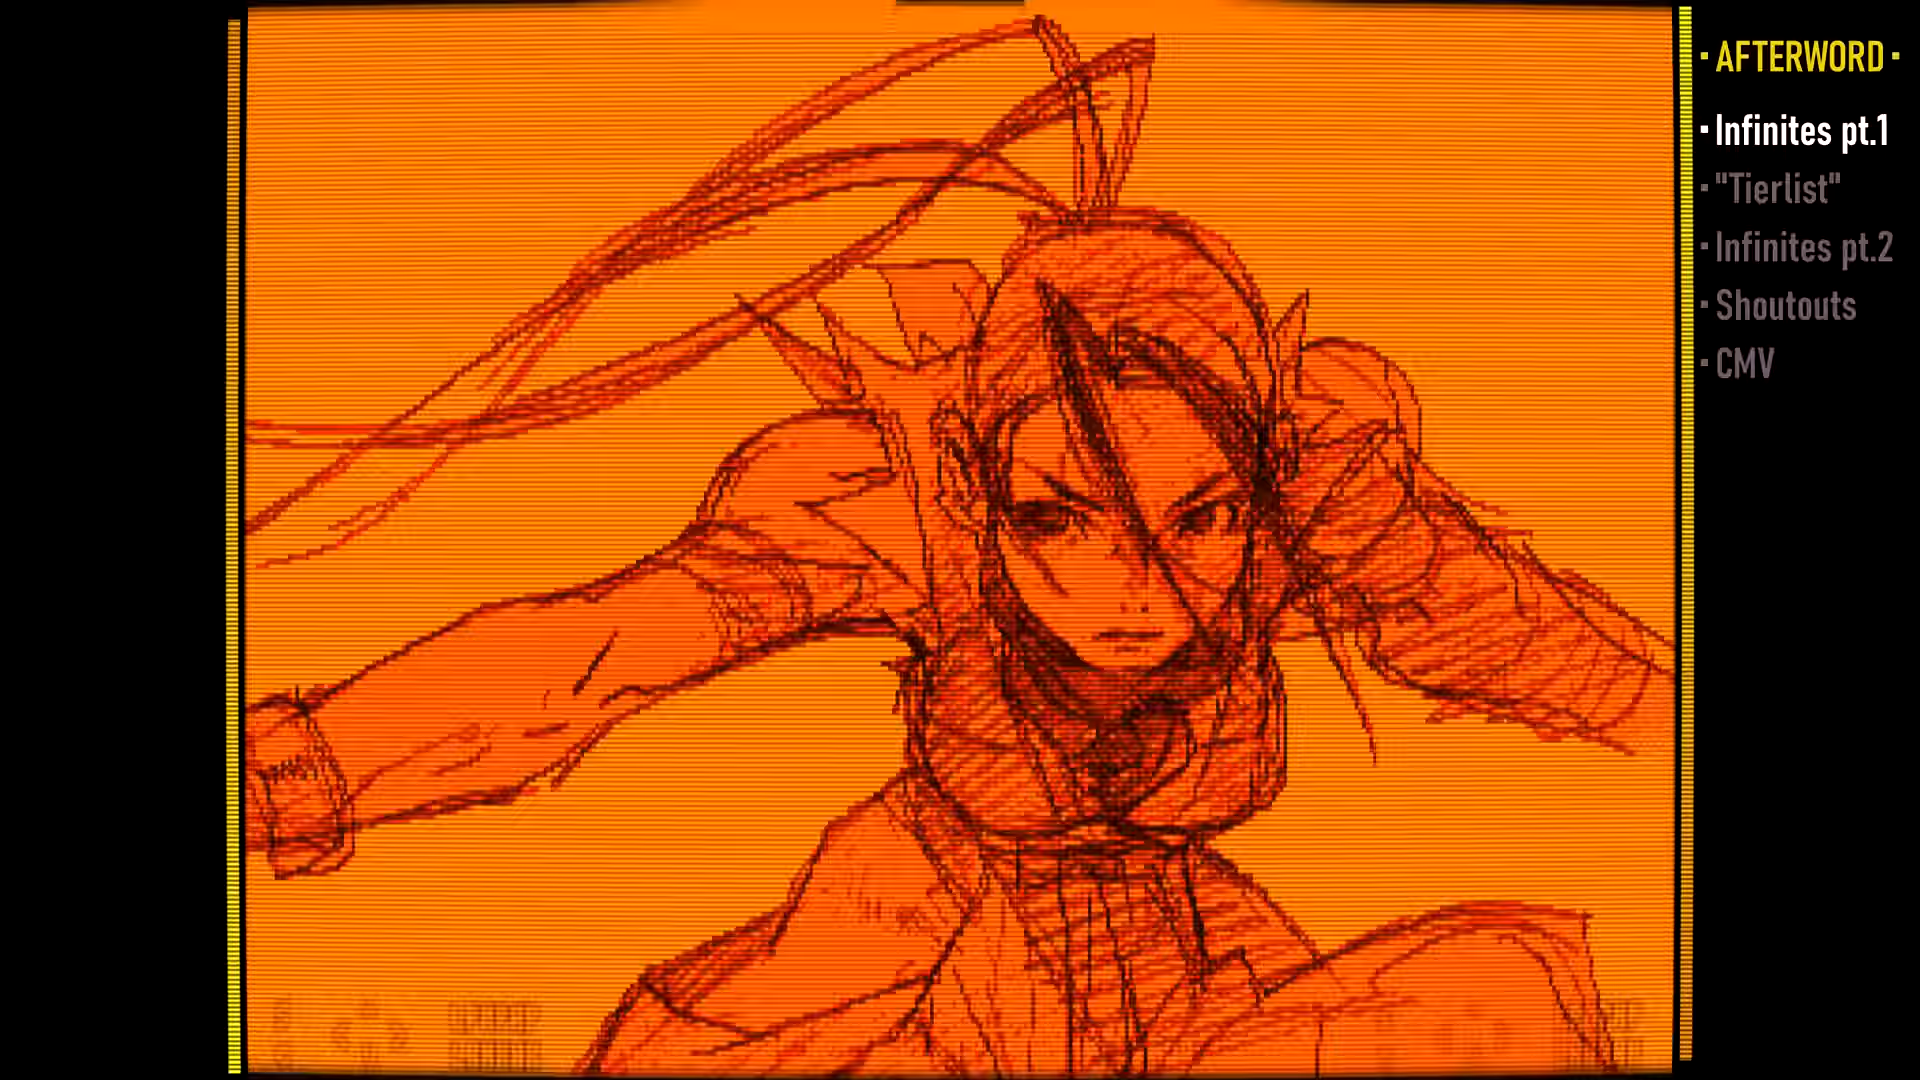 · AFTERWORD ·
· Infinites pt.1
· "Tierlist"
· Infinites pt.2
· Shoutouts
· CMV